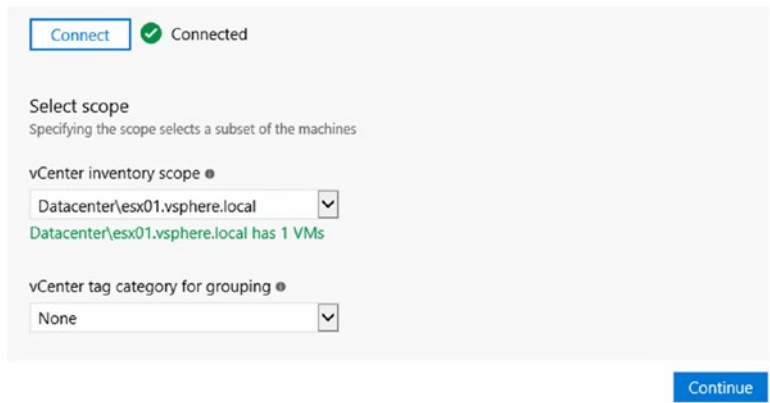 Connect Connected
Select scope
Specifying the scope selects a subset of the machines
vCenter inventory scope
Datacenter\esx01.vsphere.local
Datacenter\esx01.vsphere.local has 1 VMs
vCenter tag category for grouping
None
Continue